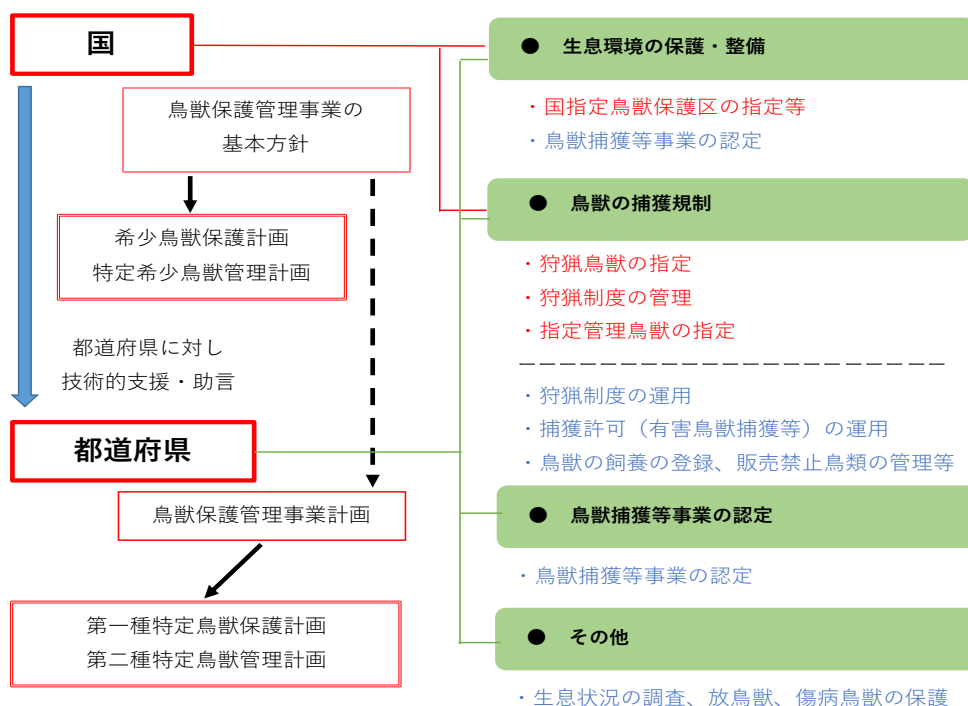 国
鳥獣保護管理事業の
基本方針
希少鳥獣保護計画
特定希少鳥獣管理計画
都道府県に対し
技術的支援・助言
都道府県
鳥獣保護管理事業計画
第一種特定鳥獣保護計画
第二種特定鳥獣管理計画
● 生息環境の保護・整備
・国指定鳥獣保護区の指定等
・鳥獣捕獲等事業の認定
● 鳥獣の捕獲規制
・狩猟鳥獣の指定
・狩猟制度の管理
・指定管理鳥獣の指定
・狩猟制度の運用
・捕獲許可（有害鳥獣捕獲等）の運用
・鳥獣の飼養の登録、販売禁止鳥類の管理等
● 鳥獣捕獲等事業の認定
・鳥獣捕獲等事業の認定
● その他
・生息状況の調査、放鳥獣、傷病鳥獣の保護